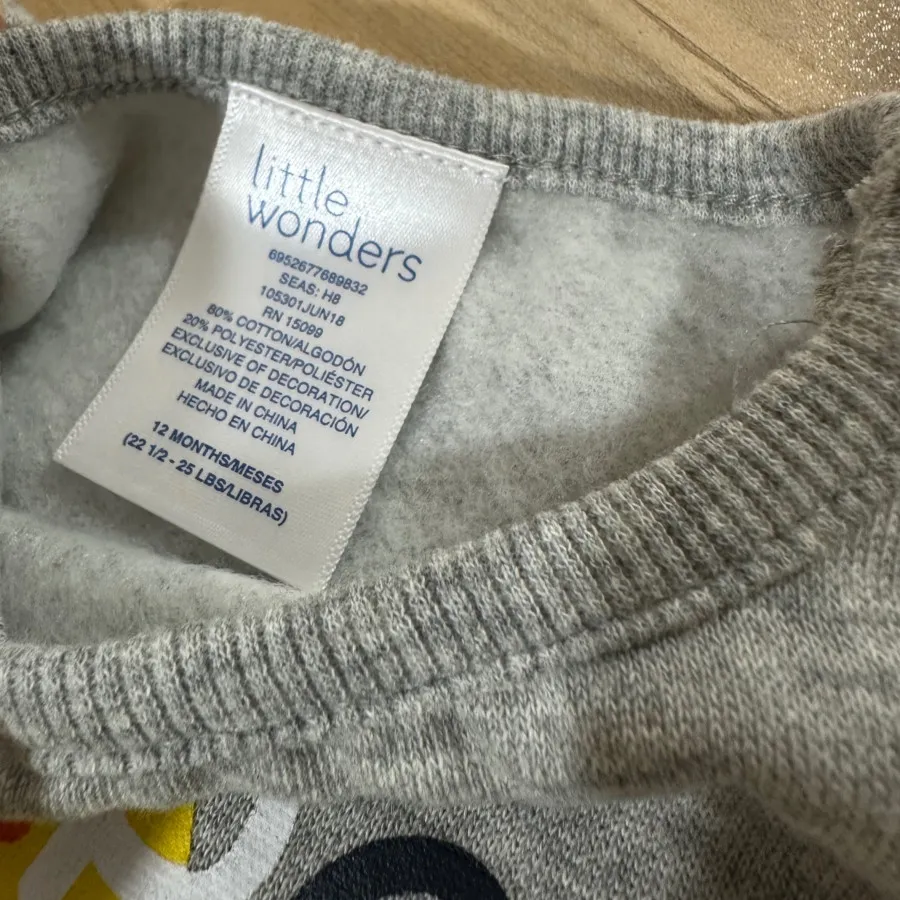 little
wonders
6952677689832
SEAS: H8
105301JUN18
RN 15099
80% COTTON/ALGODÓN
20% POLYESTER/POLIÉSTER
EXCLUSIVE OF DECORATION/
EXCLUSIVO DE DECORACIÓN
MADE IN CHINA
HECHO EN CHINA
12 MONTHS/MESES
(22 1/2 - 25 LBS/LIBRAS)